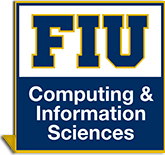 FIU
Computing &
Information
Sciences